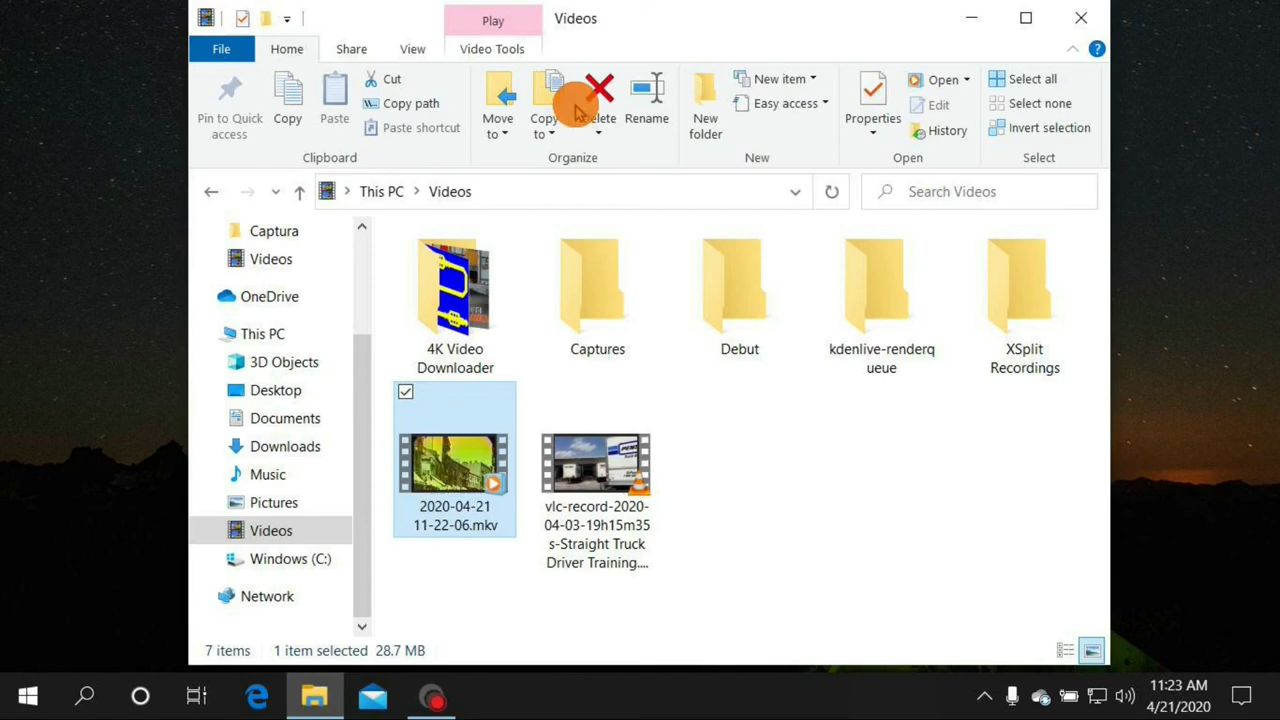 Play
Videos
File
Home
Share
View
Video Tools
Pin to Quick
access
Copy
Paste
Cut
Copy path
Paste shortcut
Clipboard
Move
to
Copy
to
Rename
Organize
New
folder
New item
Easy access
New
Properties
Open
Edit
History
Open
Select all
Select none
Invert selection
Select
This PC
Videos
Search Videos
Captura
Videos
OneDrive
This PC
3D Objects
Desktop
Documents
Downloads
Music
Pictures
Videos
Windows (C:)
Network
4K Video
Downloader
Captures
Debut
kdenlive-renderq
ueue
XSplit
Recordings
2020-04-21
11-22-06.mkv
vlc-record-2020-
04-03-19h15m35
s-Straight Truck
Driver Training....
7 items
1 item selected 28.7 MB
11:23 AM
4/21/2020